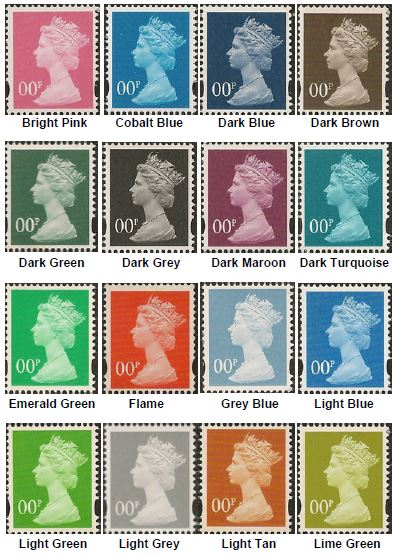 00P 00P 00P 00P
Bright Pink Cobalt Blue Dark Blue Dark Brown
00P 00P 00P 00P
Dark Green Dark Grey Dark Maroon Dark Turquoise
00P 00P 00P 00P
Emerald Green Flame Grey Blue Light Blue
00P 00P 00P 00P
Light Green Light Grey Light Tan Lime Green